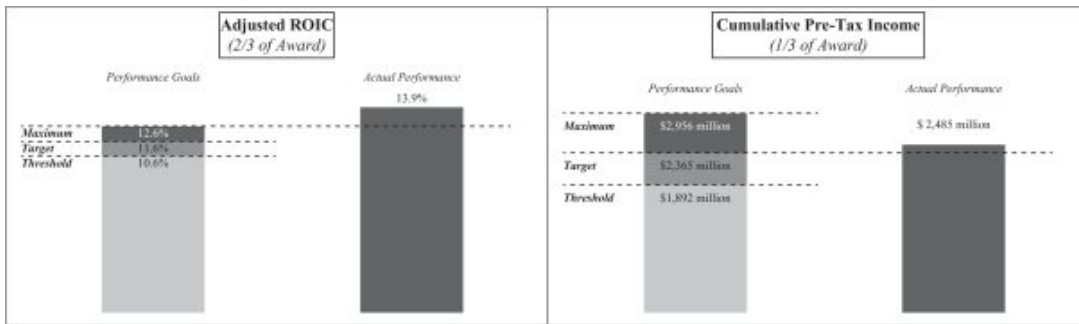 Adjusted ROIC
(2/3 of Award)
Performance Goals
Actual Performance
13.9%
Maximum
12.6%
Target
11.6%
Threshold
10.6%
Cumulative Pre-Tax Income
(1/3 of Award)
Performance Goals
Actual Performance
Maximum
$2,956 million
$ 2,485 million
Target
$2,365 million
Threshold
$1,892 million